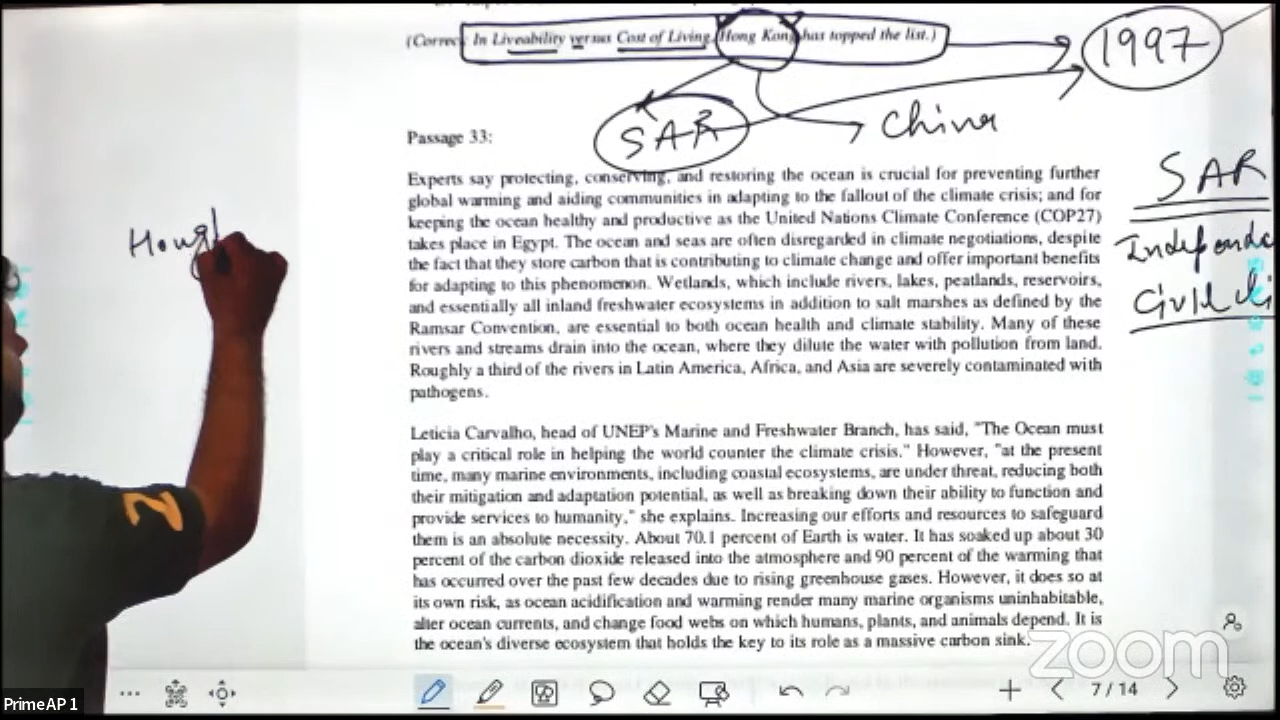 (Correct: In Liveability versus Cost of Living, Hong Kong has topped the list.)
1997
SAR
China
Passage 33:
SAR
Independe
Civil Li
Hong
Experts say protecting, conserving, and restoring the ocean is crucial for preventing further
global warming and aiding communities in adapting to the fallout of the climate crisis; and for
keeping the ocean healthy and productive as the United Nations Climate Conference (COP27)
takes place in Egypt. The ocean and seas are often disregarded in climate negotiations, despite
the fact that they store carbon that is contributing to climate change and offer important benefits
for adapting to this phenomenon. Wetlands, which include rivers, lakes, peatlands, reservoirs,
and essentially all inland freshwater ecosystems in addition to salt marshes as defined by the
Ramsar Convention, are essential to both ocean health and climate stability. Many of these
rivers and streams drain into the ocean, where they dilute the water with pollution from land.
Roughly a third of the rivers in Latin America, Africa, and Asia are severely contaminated with
pathogens.
Leticia Carvalho, head of UNEP's Marine and Freshwater Branch, has said, "The Ocean must
play a critical role in helping the world counter the climate crisis." However, "at the present
time, many marine environments, including coastal ecosystems, are under threat, reducing both
their mitigation and adaptation potential, as well as breaking down their ability to function and
provide services to humanity," she explains. Increasing our efforts and resources to safeguard
them is an absolute necessity. About 70.1 percent of Earth is water. It has soaked up about 30
percent of the carbon dioxide released into the atmosphere and 90 percent of the warming that
has occurred over the past few decades due to rising greenhouse gases. However, it does so at
its own risk, as ocean acidification and warming render many marine organisms uninhabitable,
alter ocean currents, and change food webs on which humans, plants, and animals depend. It is
the ocean's diverse ecosystem that holds the key to its role as a massive carbon sink.
zoom
7 / 14
PrimeAP 1